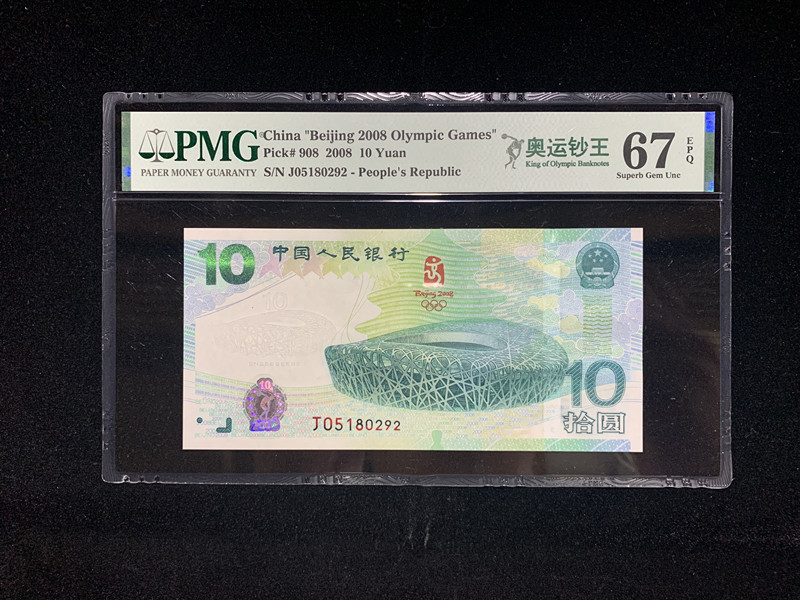 PMG
PAPER MONEY GUARANTY
China "Beijing 2008 Olympic Games"
Pick# 908 2008 10 Yuan
S/N J05180292 - People's Republic
奥运钞王
King of Olympic Banknotes
67
EPQ
Superb Gem Unc
10
中国人民银行
Beijing 2008
10
10
J05180292
10
拾圆